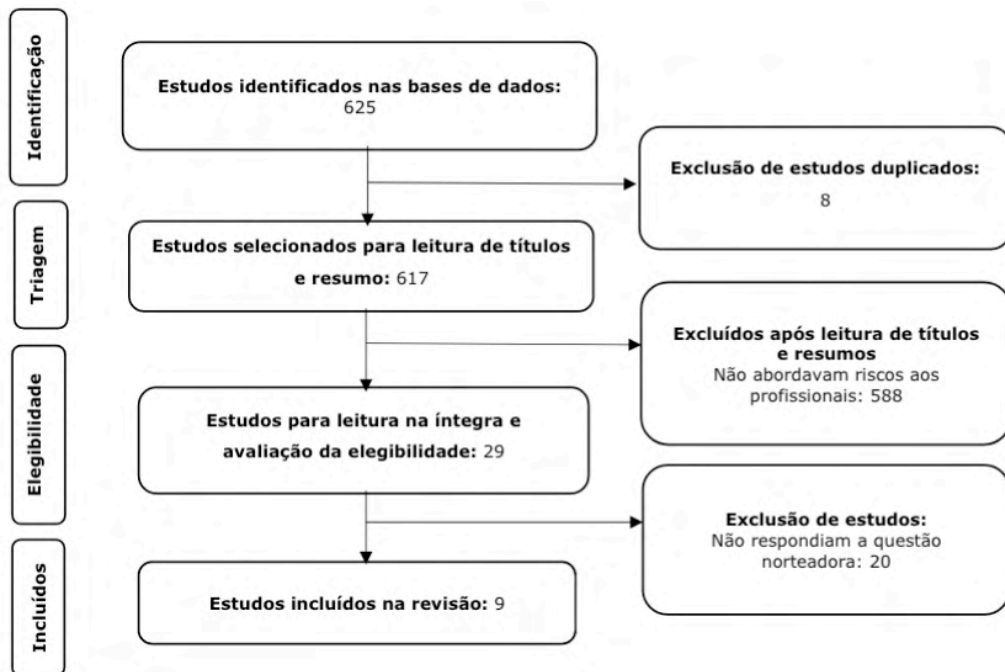 Identificação
Estudos identificados nas bases de dados:
625
Exclusão de estudos duplicados:
8
Triagem
Estudos selecionados para leitura de títulos
e resumo: 617
Excluídos após leitura de títulos
e resumos
Não abordavam riscos aos
profissionais: 588
Elegibilidade
Estudos para leitura na íntegra e
avaliação da elegibilidade: 29
Exclusão de estudos:
Não respondiam a questão
norteadora: 20
Incluídos
Estudos incluídos na revisão: 9